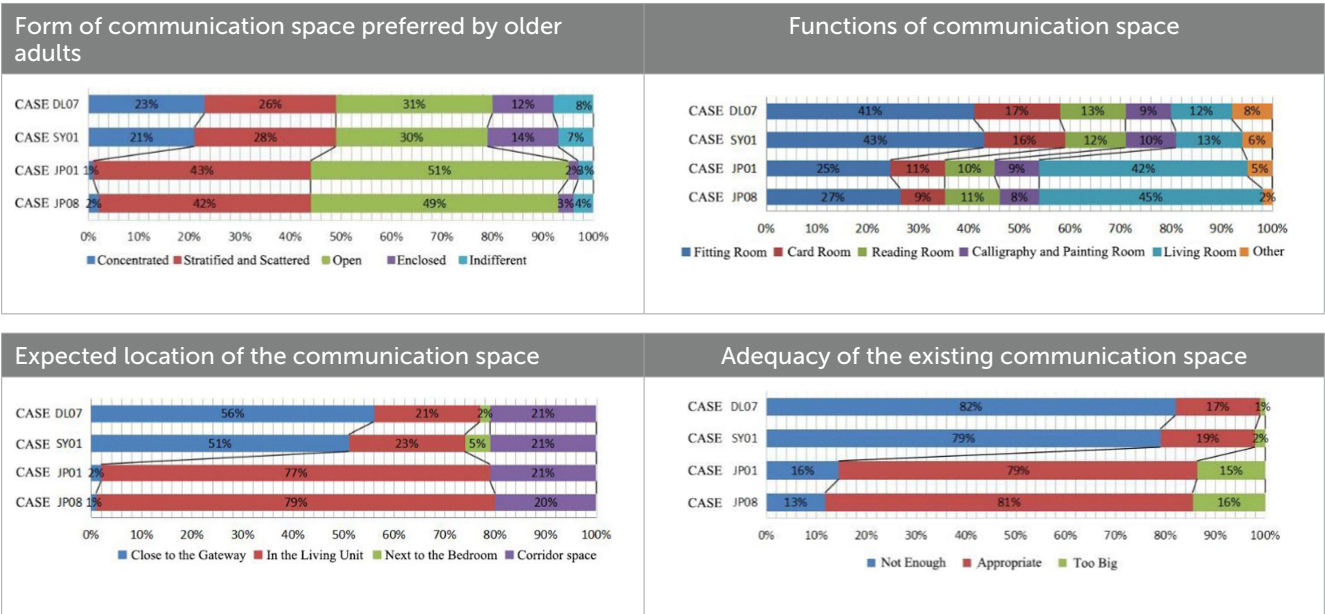 Form of communication space preferred by older
adults
CASE DL07 23% 26% 31% 12% 8%
CASE SY01 21% 28% 30% 14% 7%
CASE JP01 1% 43% 51% 2% 3%
CASE JP08 2% 42% 49% 3% 4%
0% 10% 20% 30% 40% 50% 60% 70% 80% 90% 100%
Concentrated Stratified and Scattered Open Enclosed Indifferent
Functions of communication space
CASE DL07 41% 17% 13% 9% 12% 8%
CASE SY01 43% 16% 12% 10% 13% 6%
CASE JP01 25% 11% 10% 9% 42% 5%
CASE JP08 27% 9% 11% 8% 45% 2%
0% 10% 20% 30% 40% 50% 60% 70% 80% 90% 100%
Fitting Room Card Room Reading Room Calligraphy and Painting Room Living Room Other
Expected location of the communication space
CASE DL07 56% 21% 2% 21%
CASE SY01 51% 23% 5% 21%
CASE JP01 2% 77% 21%
CASE JP08 1% 79% 20%
0% 10% 20% 30% 40% 50% 60% 70% 80% 90% 100%
Close to the Gateway In the Living Unit Next to the Bedroom Corridor space
Adequacy of the existing communication space
CASE DL07 82% 17% 1%
CASE SY01 79% 19% 2%
CASE JP01 16% 79% 15%
CASE JP08 13% 81% 16%
0% 10% 20% 30% 40% 50% 60% 70% 80% 90% 100%
Not Enough Appropriate Too Big